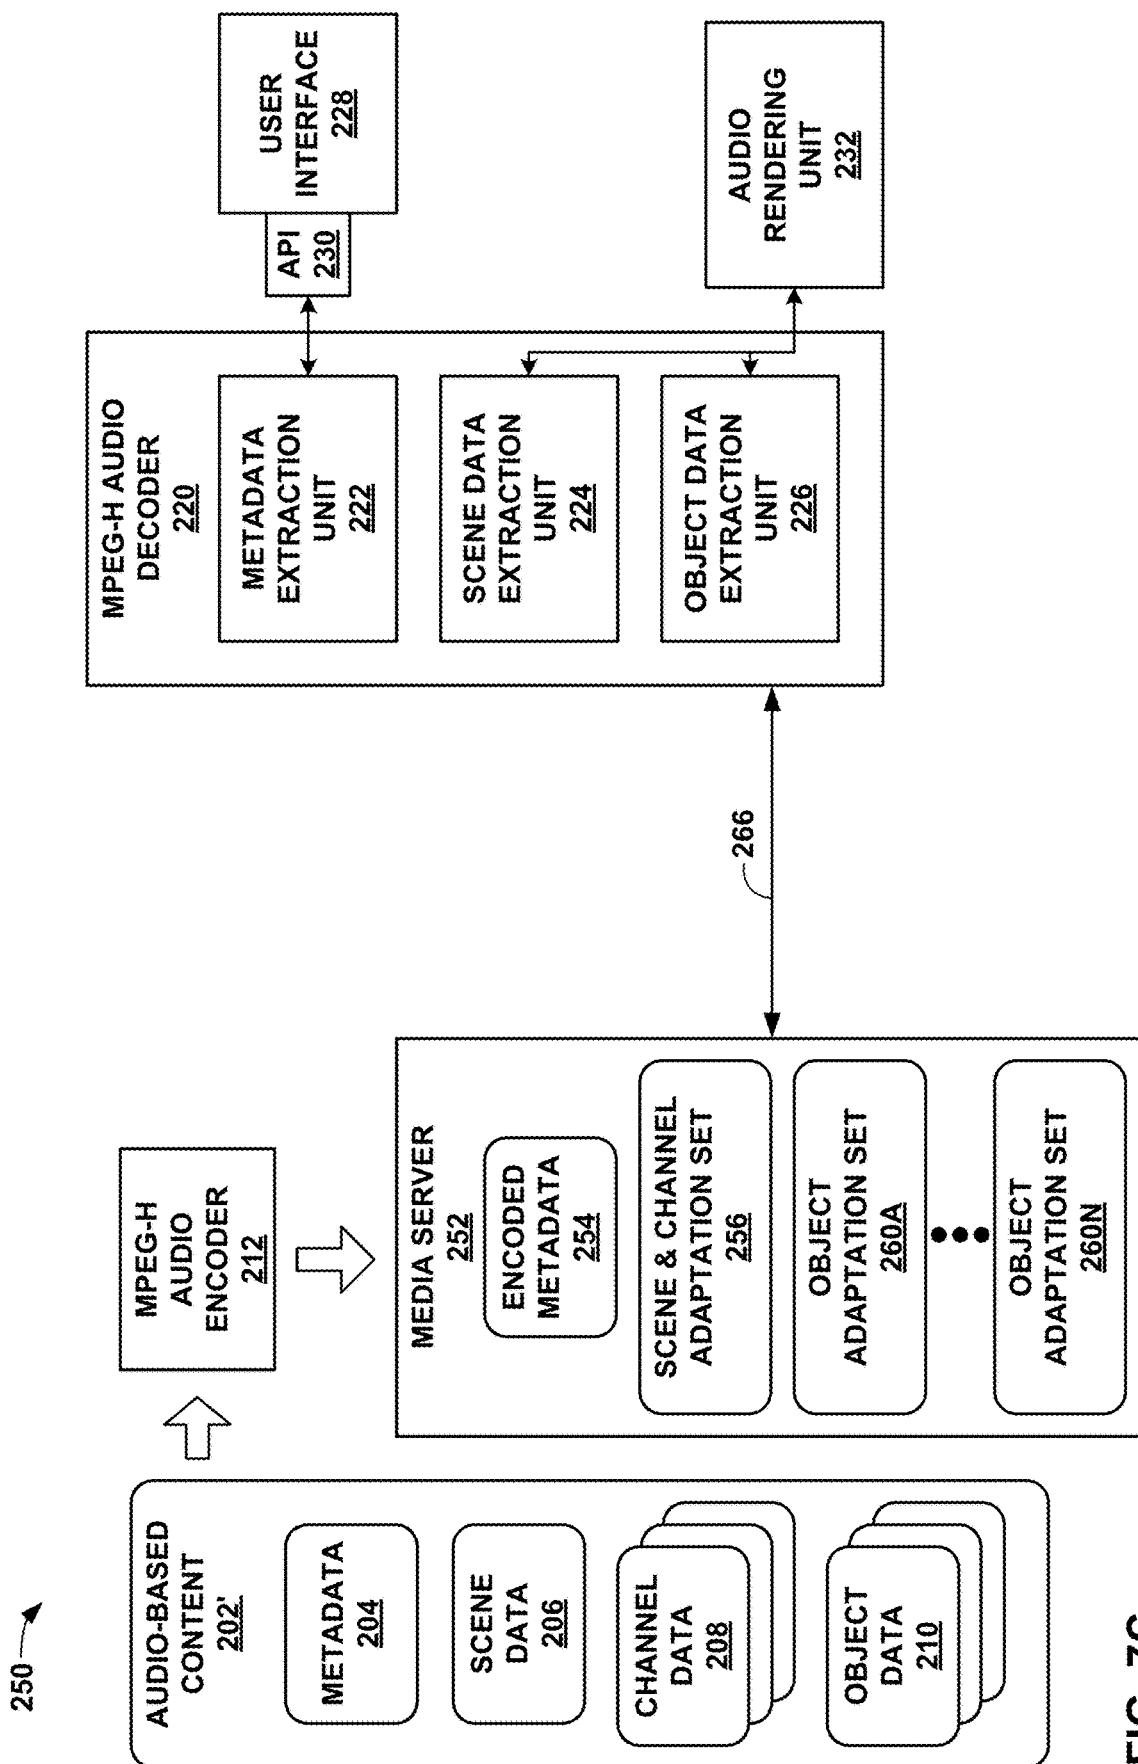 250
AUDIO-BASED
CONTENT
202'
METADATA
204
SCENE
DATA
206
CHANNEL
DATA
208
OBJECT
DATA
210
MPEG-H
AUDIO
ENCODER
212
MEDIA SERVER
252
ENCODED
METADATA
254
SCENE & CHANNEL
ADAPTATION SET
256
OBJECT
ADAPTATION SET
260A
OBJECT
ADAPTATION SET
260N
266
MPEG-H AUDIO
DECODER
220
METADATA
EXTRACTION
UNIT
222
SCENE DATA
EXTRACTION
UNIT
224
OBJECT DATA
EXTRACTION
UNIT
226
API
230
USER
INTERFACE
228
AUDIO
RENDERING
UNIT
232
FIG. 7C